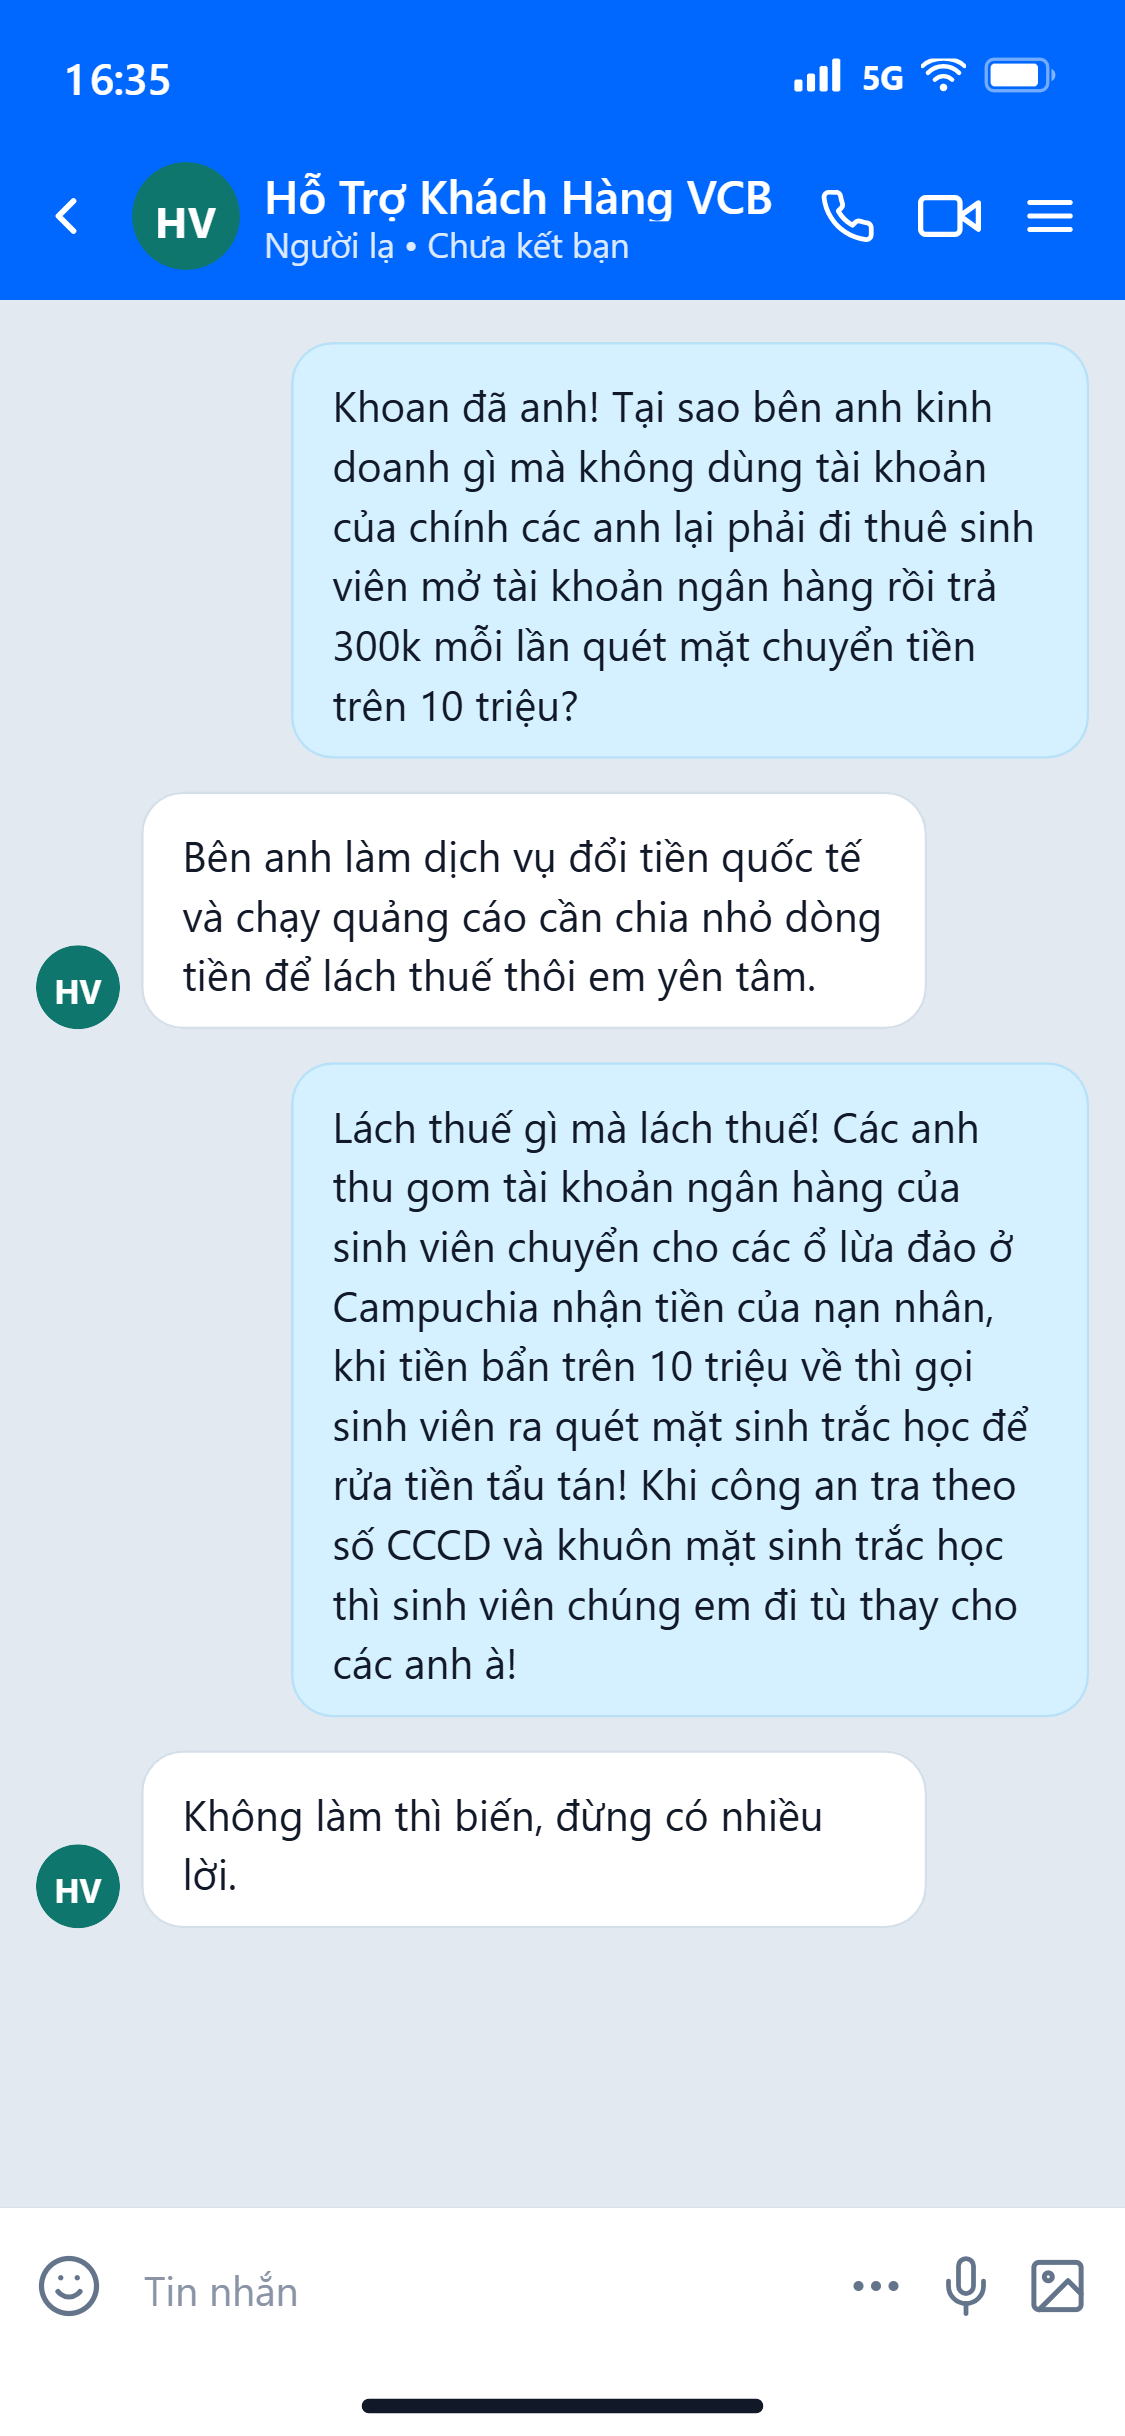 16:35
5G
HV
Hỗ Trợ Khách Hàng VCB
Người lạ • Chưa kết bạn
Khoan đã anh! Tại sao bên anh kinh
doanh gì mà không dùng tài khoản
của chính các anh lại phải đi thuê sinh
viên mở tài khoản ngân hàng rồi trả
300k mỗi lần quét mặt chuyển tiền
trên 10 triệu?
Bên anh làm dịch vụ đổi tiền quốc tế
và chạy quảng cáo cần chia nhỏ dòng
tiền để lách thuế thôi em yên tâm.
HV
Lách thuế gì mà lách thuế! Các anh
thu gom tài khoản ngân hàng của
sinh viên chuyển cho các ổ lừa đảo ở
Campuchia nhận tiền của nạn nhân,
khi tiền bẩn trên 10 triệu về thì gọi
sinh viên ra quét mặt sinh trắc học để
rửa tiền tẩu tán! Khi công an tra theo
số CCCD và khuôn mặt sinh trắc học
thì sinh viên chúng em đi tù thay cho
các anh à!
Không làm thì biến, đừng có nhiều
lời.
HV
Tin nhắn